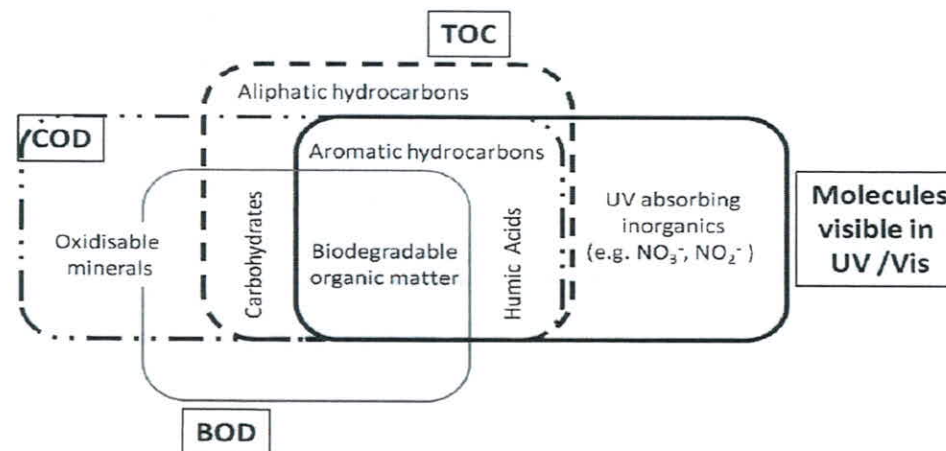 TOC
Aliphatic hydrocarbons
COD
Aromatic hydrocarbons
Oxidisable
minerals
Carbohydrates
Biodegradable
organic matter
Humic Acids
UV absorbing
inorganics
(e.g. NO₃⁻, NO₂⁻ )
Molecules
visible in
UV /Vis
BOD